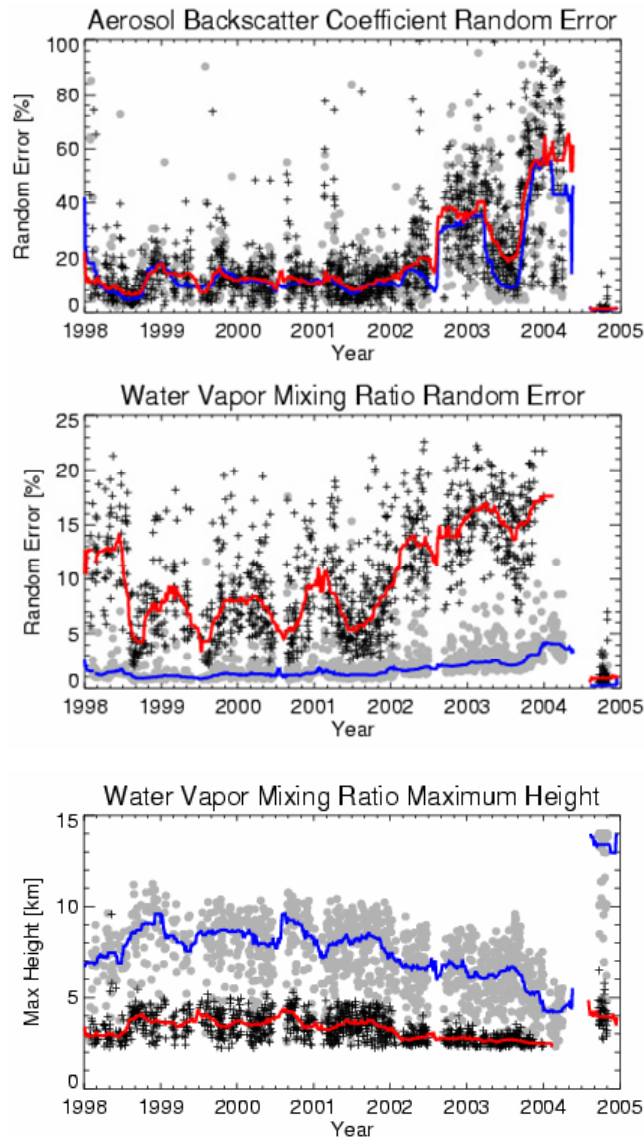 Aerosol Backscatter Coefficient Random Error
Random Error [%]
100
80
60
40
20
0
1998 1999 2000 2001 2002 2003 2004 2005
Year
Water Vapor Mixing Ratio Random Error
Random Error [%]
25
20
15
10
5
0
1998 1999 2000 2001 2002 2003 2004 2005
Year
Water Vapor Mixing Ratio Maximum Height
Max Height [km]
15
10
5
0
1998 1999 2000 2001 2002 2003 2004 2005
Year